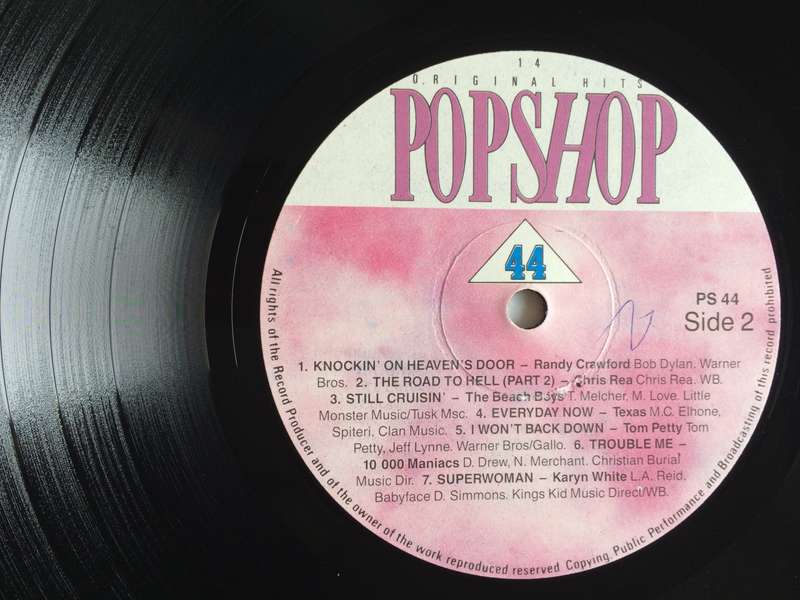 14
ORIGINAL HITS
POPSHOP
44
PS 44
Side 2
1. KNOCKIN' ON HEAVEN'S DOOR – Randy Crawford Bob Dylan. Warner
Bros. 2. THE ROAD TO HELL (PART 2) – Chris Rea Chris Rea. WB.
3. STILL CRUISIN' – The Beach Boys T. Melcher, M. Love. Little
Monster Music/Tusk Msc. 4. EVERYDAY NOW – Texas M.C. Elhone,
Spiteri. Clan Music. 5. I WON'T BACK DOWN – Tom Petty Tom
Petty, Jeff Lynne. Warner Bros/Gallo. 6. TROUBLE ME –
10 000 Maniacs D. Drew, N. Merchant. Christian Burial
Music Dir. 7. SUPERWOMAN – Karyn White L.A. Reid,
Babyface D. Simmons. Kings Kid Music Direct/WB.
All rights of the Record Producer and of the owner of the work reproduced reserved. Copying, Public Performance and Broadcasting of this record prohibited